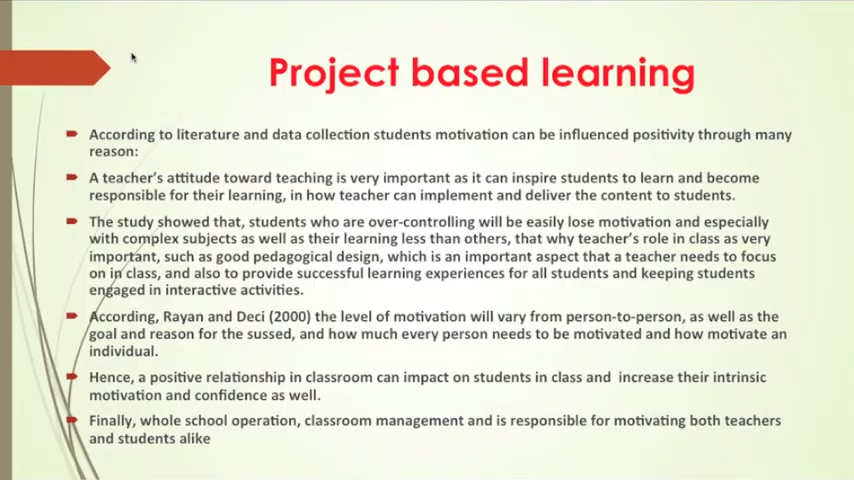 Project based learning
According to literature and data collection students motivation can be influenced positivity through many
reason:
A teacher's attitude toward teaching is very important as it can inspire students to learn and become
responsible for their learning, in how teacher can implement and deliver the content to students.
The study showed that, students who are over-controlling will be easily lose motivation and especially
with complex subjects as well as their learning less than others, that why teacher's role in class as very
important, such as good pedagogical design, which is an important aspect that a teacher needs to focus
on in class, and also to provide successful learning experiences for all students and keeping students
engaged in interactive activities.
According, Rayan and Deci (2000) the level of motivation will vary from person-to-person, as well as the
goal and reason for the sussed, and how much every person needs to be motivated and how motivate an
individual.
Hence, a positive relationship in classroom can impact on students in class and increase their intrinsic
motivation and confidence as well.
Finally, whole school operation, classroom management and is responsible for motivating both teachers
and students alike